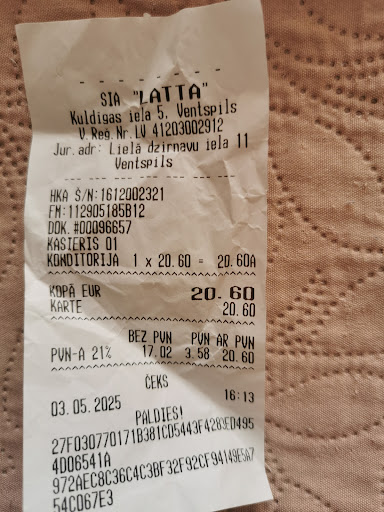 SIA "LATTA"
Kuldīgas iela 5, Ventspils
V.Reģ.Nr.LV 41203002912
Jur.adr: Lielā dzirnavu iela 11
Ventspils
HKA S/N:1612002321
FM:112905185B12
DOK.#00096657
KASIERIS 01
KONDITORIJA 1 x 20.60 = 20.60A
KOPĀ EUR 20.60
KARTE 20.60
BEZ PVN PVN AR PVN
PVN-A 21% 17.02 3.58 20.60
ČEKS
03.05.2025 16:13
PALDIES!
27F030770171B381CD5443F4283ED495
4D06541A
972AEC8C36C4C3BF32F92CF94149E5A7
54CD67E3